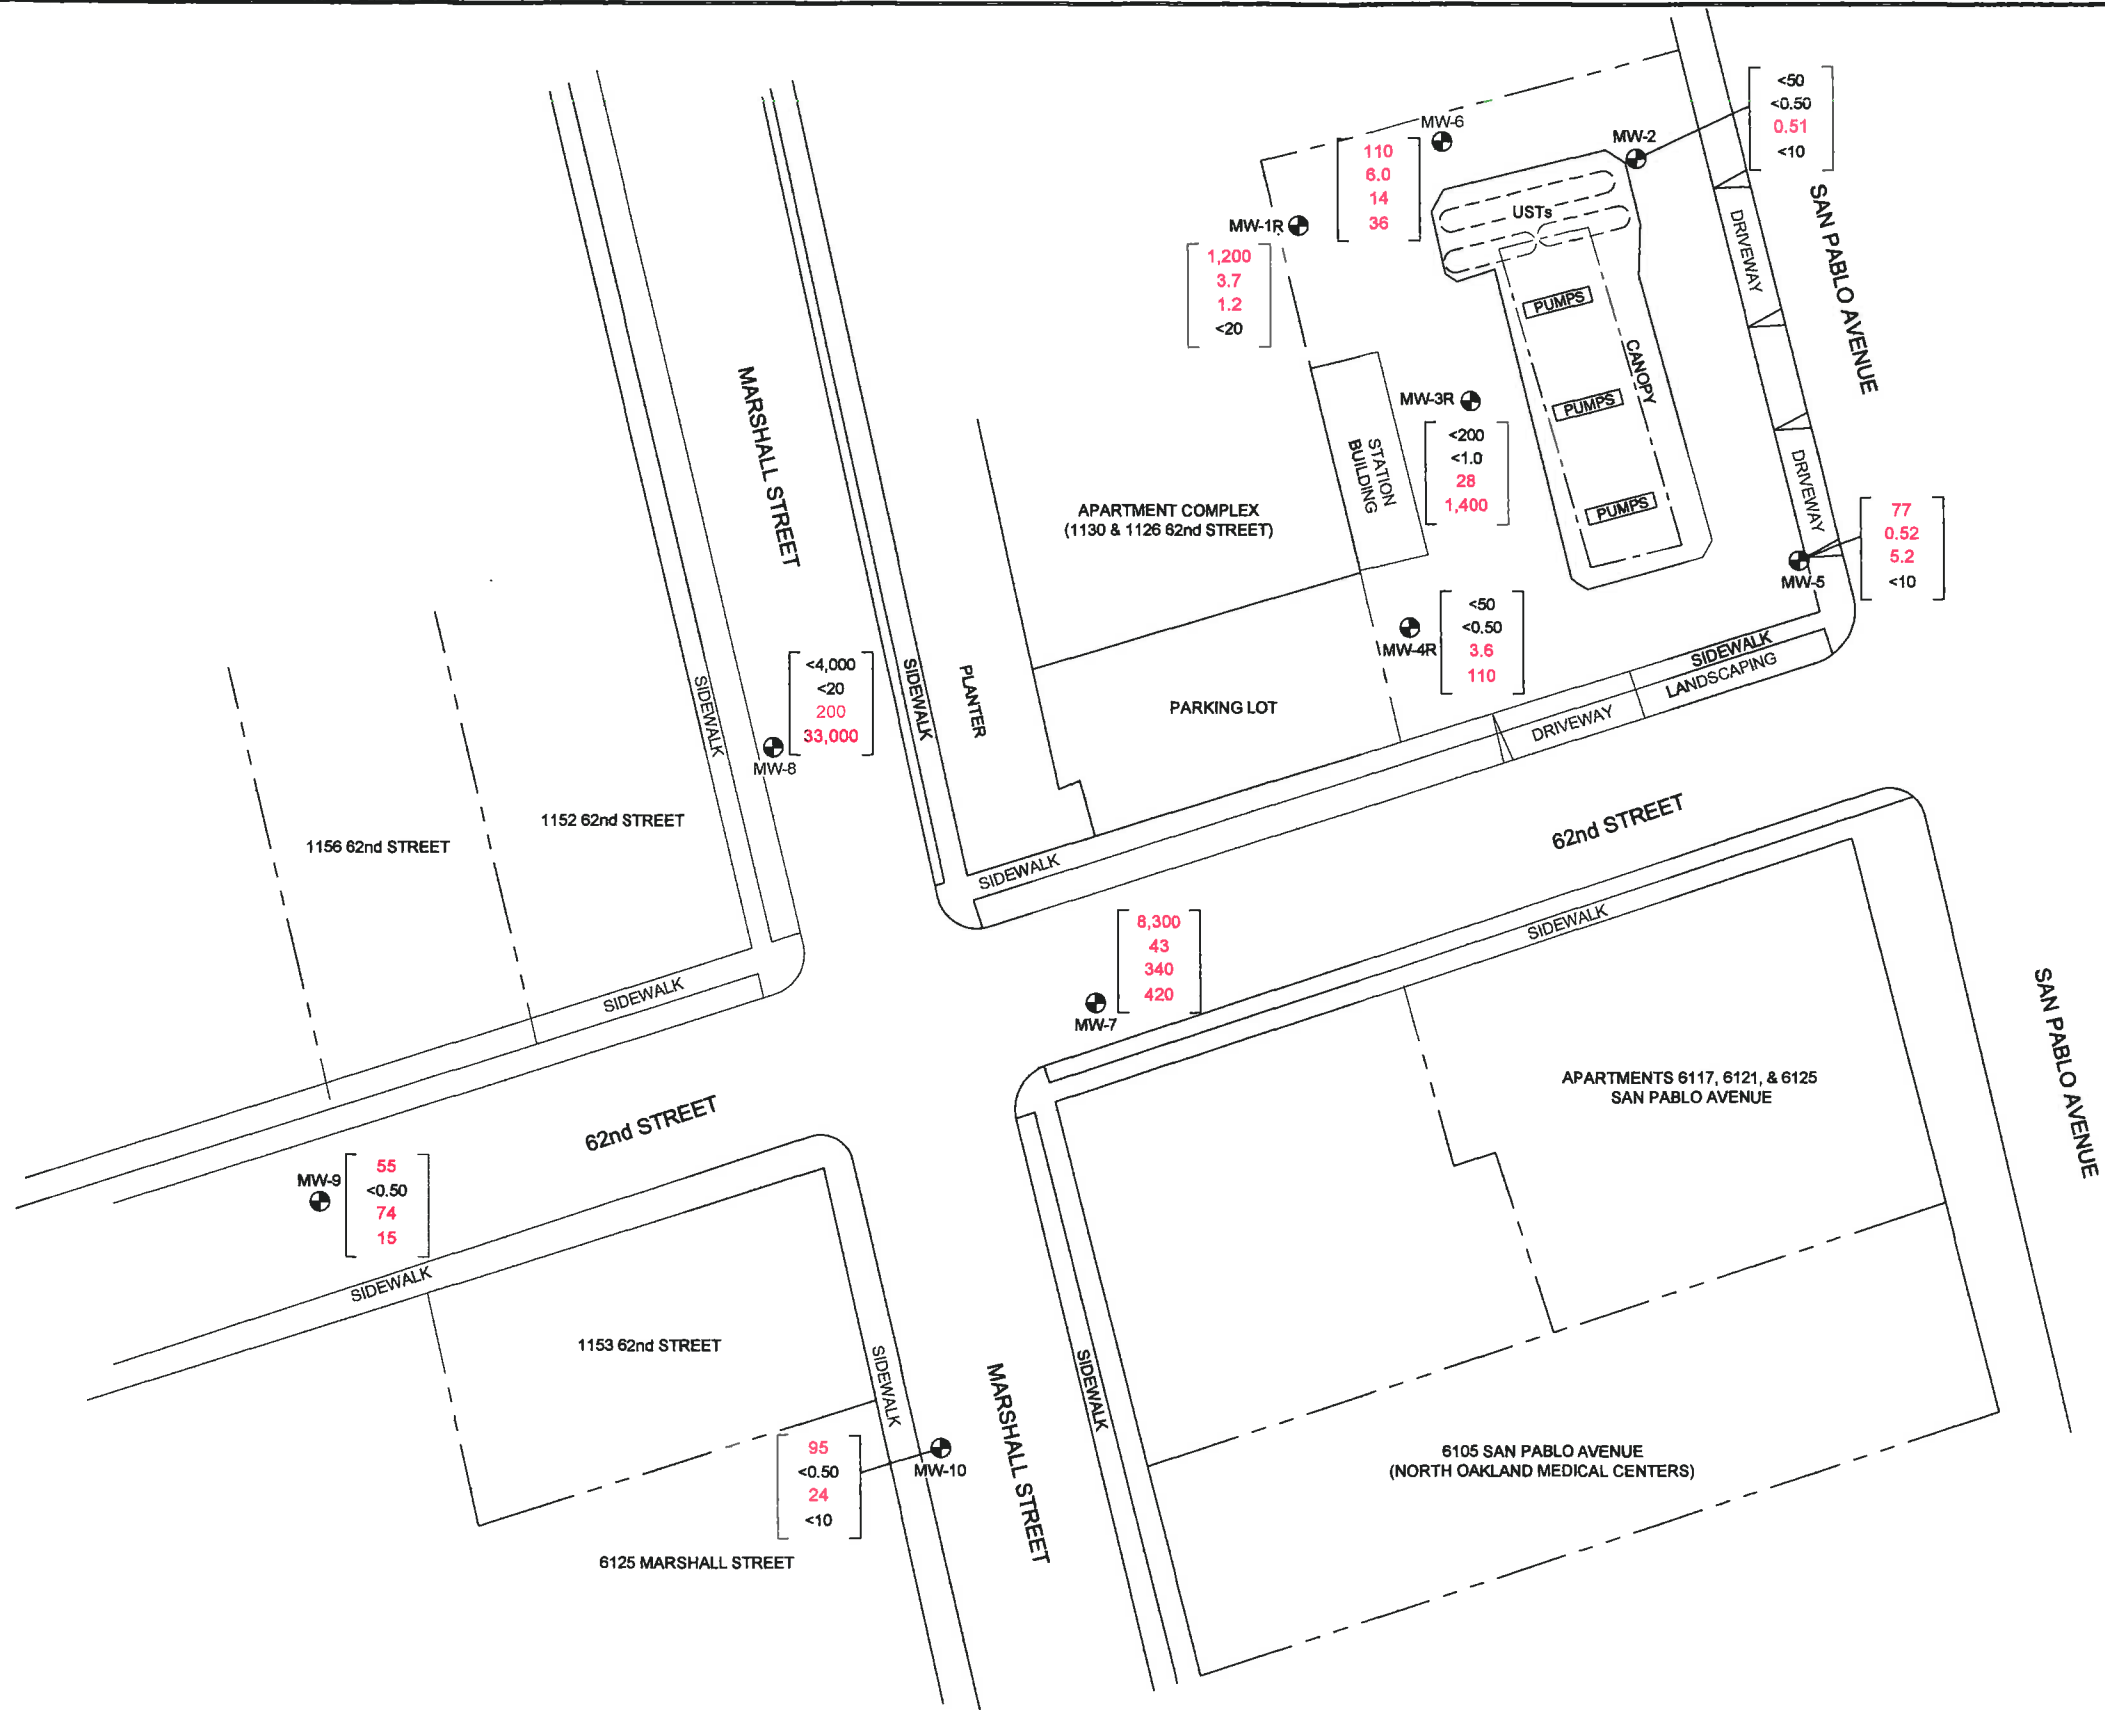 <50
<0.50
0.51
<10
MW-6
MW-2
110
6.0
14
36
USTs
MW-1R
1,200
3.7
1.2
<20
DRIVEWAY
SAN PABLO AVENUE
PUMPS
CANOPY
PUMPS
PUMPS
MW-3R
<200
<1.0
28
1,400
STATION
BUILDING
MARSHALL STREET
APARTMENT COMPLEX
(1130 & 1126 62nd STREET)
DRIVEWAY
77
0.52
5.2
<10
MW-5
<50
<0.50
3.6
110
MW-4R
SIDEWALK
LANDSCAPING
DRIVEWAY
PARKING LOT
PLANTER
SIDEWALK
SIDEWALK
<4,000
<20
200
33,000
MW-8
1152 62nd STREET
1156 62nd STREET
62nd STREET
SIDEWALK
SIDEWALK
8,300
43
340
420
MW-7
SIDEWALK
SAN PABLO AVENUE
APARTMENTS 6117, 6121, & 6125
SAN PABLO AVENUE
62nd STREET
MW-9
55
<0.50
74
15
SIDEWALK
1153 62nd STREET
SIDEWALK
MARSHALL STREET
SIDEWALK
95
<0.50
24
<10
MW-10
6105 SAN PABLO AVENUE
(NORTH OAKLAND MEDICAL CENTERS)
6125 MARSHALL STREET